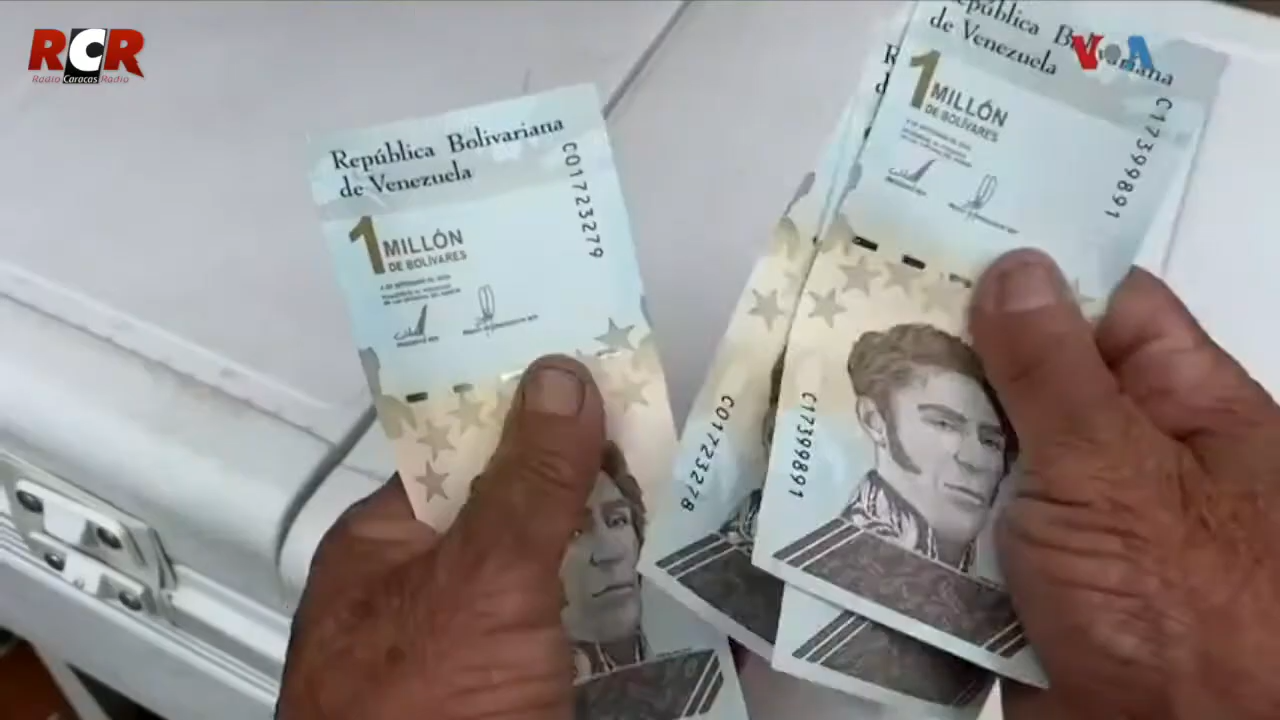 RCR
Radio Caracas Radio
República Bolivariana
de Venezuela
C01723279
1 MILLÓN
DE BOLÍVARES
C01723278
República Bolivariana
de Venezuela
VOA
1 MILLÓN
DE BOLÍVARES
C17399891
C17399891